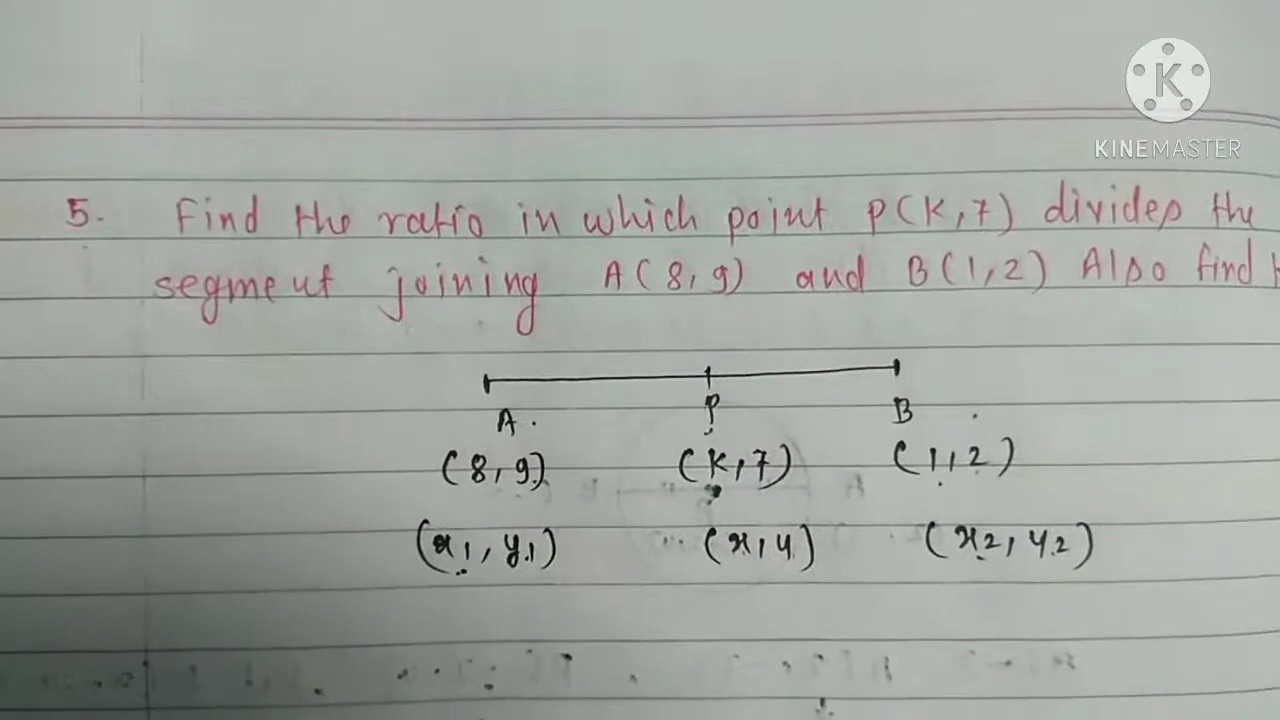 K
KINEMASTER
5. Find the ratio in which point P(K,7) divides the
segment joining A(8,9) and B(1,2) Also find
A P B
(8,9) (K,7) (1,2)
(x1, y1) (x, y) (x2, y2)